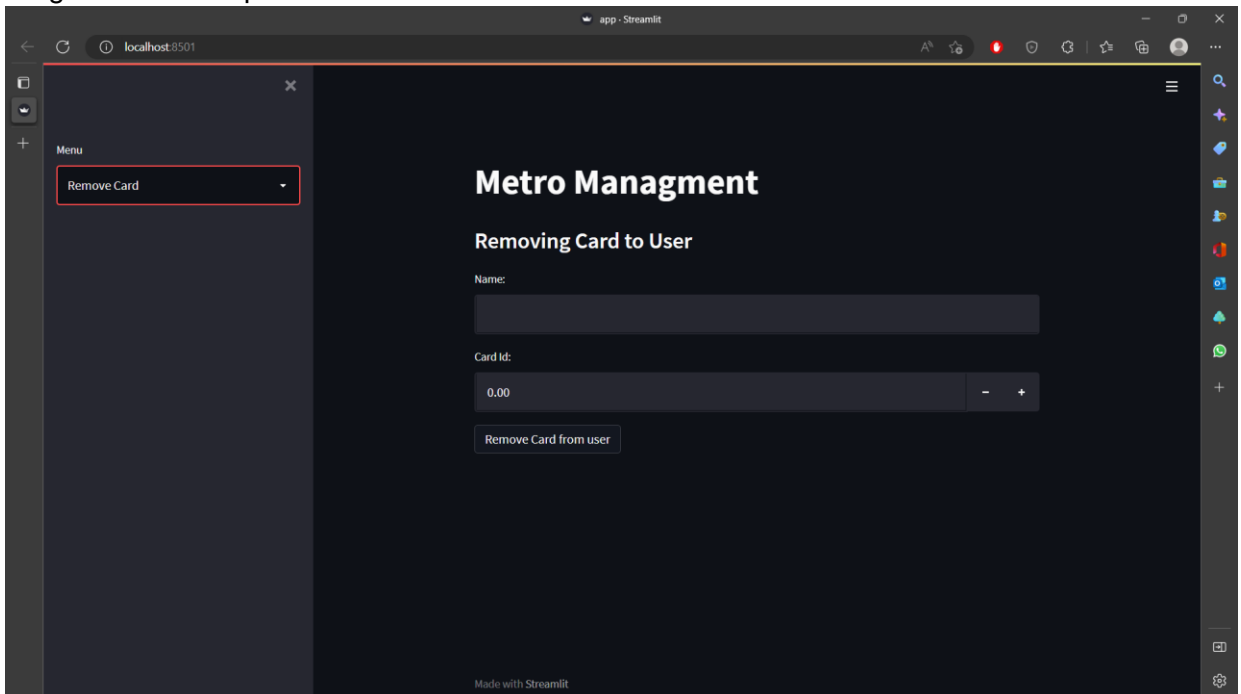 app - Streamlit
localhost:8501
Menu
Remove Card
Metro Managment
Removing Card to User
Name:
Card Id:
0.00
Remove Card from user
Made with Streamlit